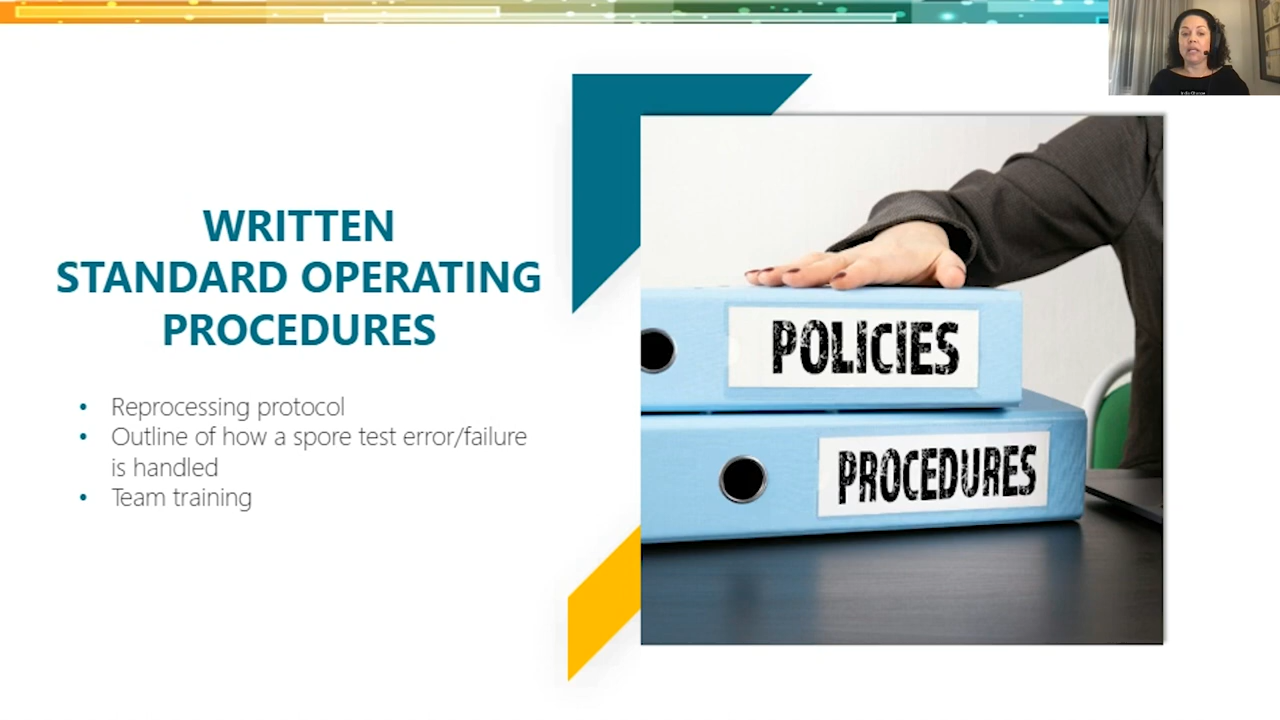 WRITTEN
STANDARD OPERATING
PROCEDURES
• Reprocessing protocol
• Outline of how a spore test error/failure
is handled
• Team training
POLICIES
PROCEDURES